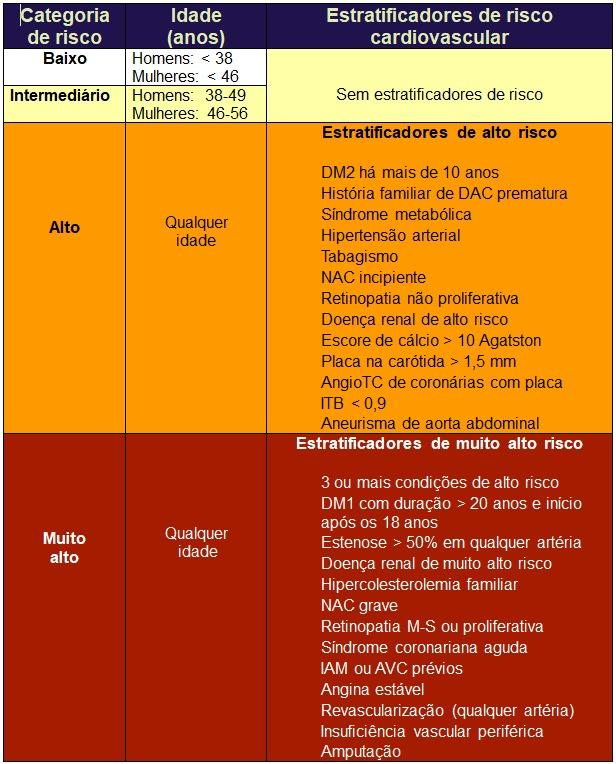 Categoria
de risco
Idade
(anos)
Estratificadores de risco
cardiovascular
Baixo
Homens: < 38
Mulheres: < 46
Intermediário
Homens: 38-49
Mulheres: 46-56
Sem estratificadores de risco
Alto
Qualquer
idade
Estratificadores de alto risco
DM2 há mais de 10 anos
História familiar de DAC prematura
Síndrome metabólica
Hipertensão arterial
Tabagismo
NAC incipiente
Retinopatia não proliferativa
Doença renal de alto risco
Escore de cálcio > 10 Agatston
Placa na carótida > 1,5 mm
AngioTC de coronárias com placa
ITB < 0,9
Aneurisma de aorta abdominal
Muito
alto
Qualquer
idade
Estratificadores de muito alto risco
3 ou mais condições de alto risco
DM1 com duração > 20 anos e início
após os 18 anos
Estenose > 50% em qualquer artéria
Doença renal de muito alto risco
Hipercolesterolemia familiar
NAC grave
Retinopatia M-S ou proliferativa
Síndrome coronariana aguda
IAM ou AVC prévios
Angina estável
Revascularização (qualquer artéria)
Insuficiência vascular periférica
Amputação